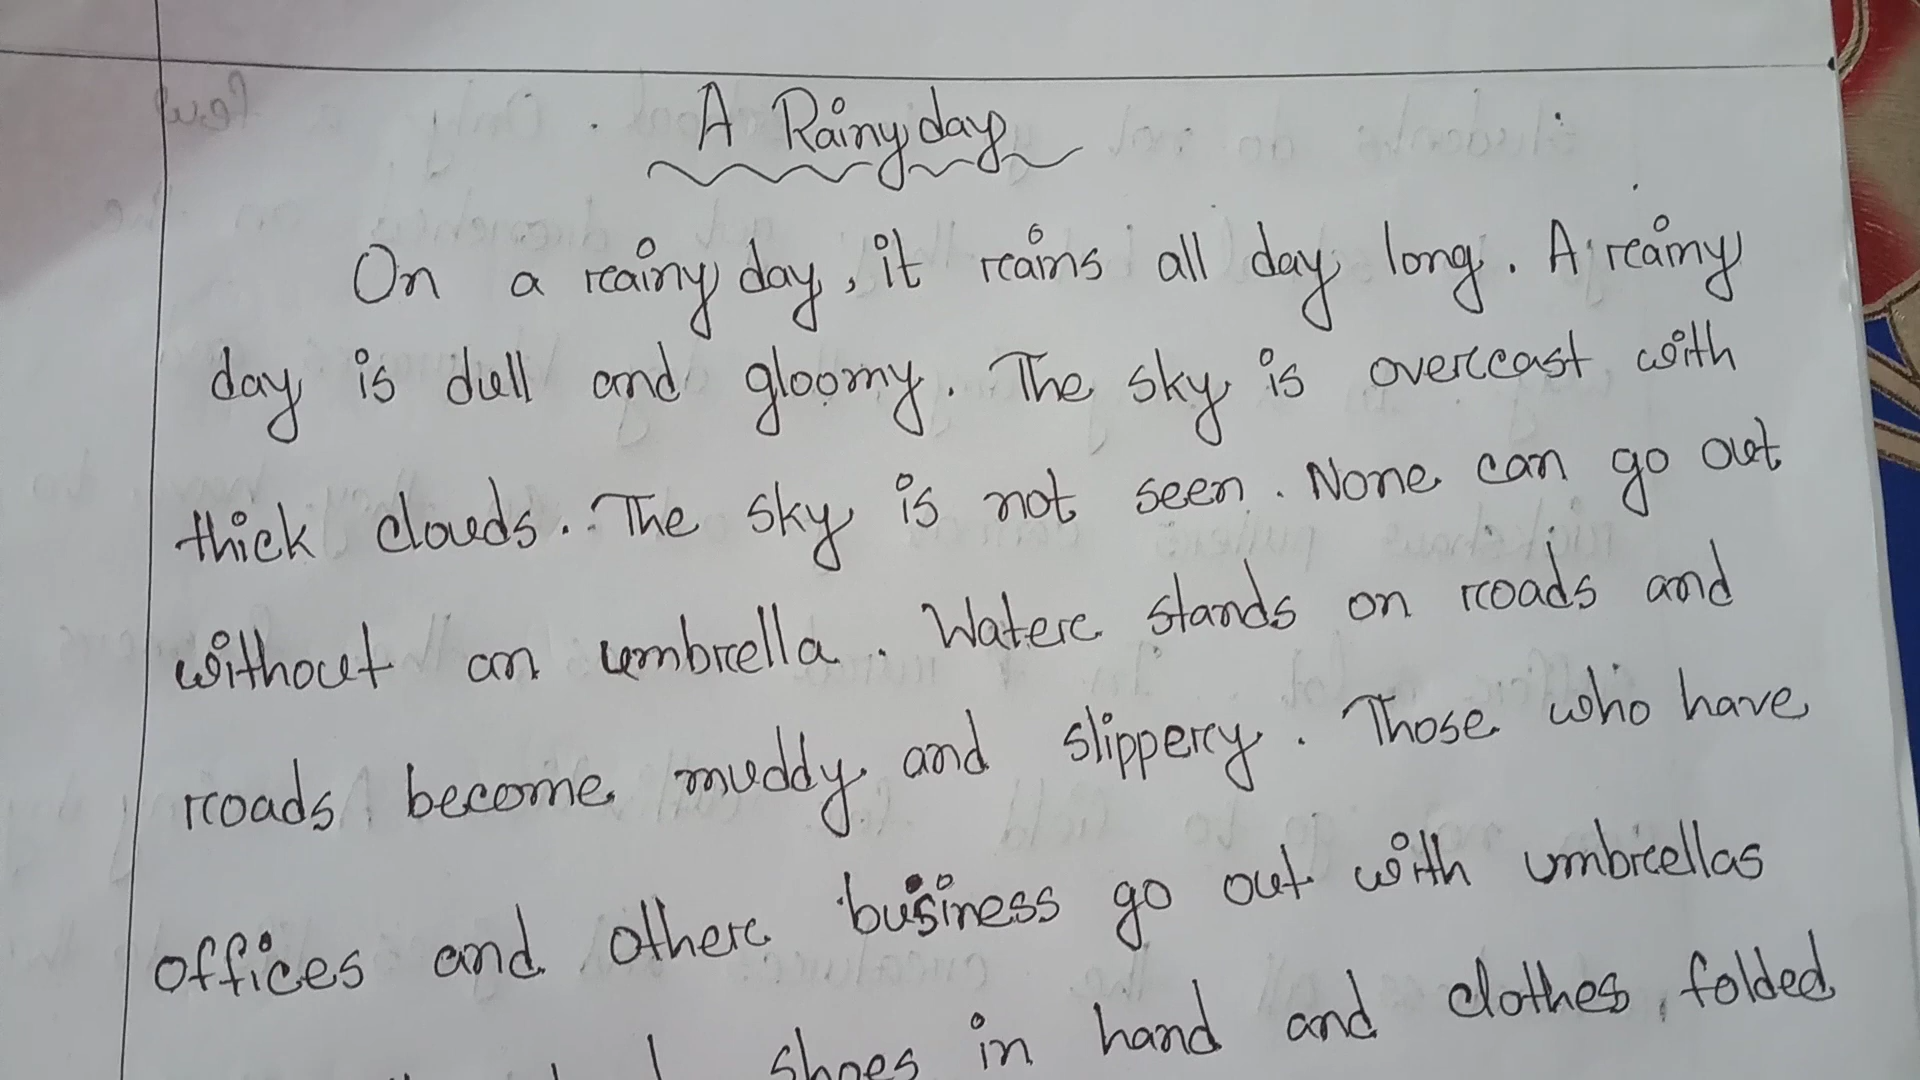 A Rainy day
On a rainy day, it rains all day long. A rainy
day is dull and gloomy. The sky is overcast with
thick clouds. The sky is not seen. None can go out
without an umbrella. Water stands on roads and
roads become muddy and slippery. Those who have
offices and other business go out with umbrellas
shoes in hand and clothes, folded